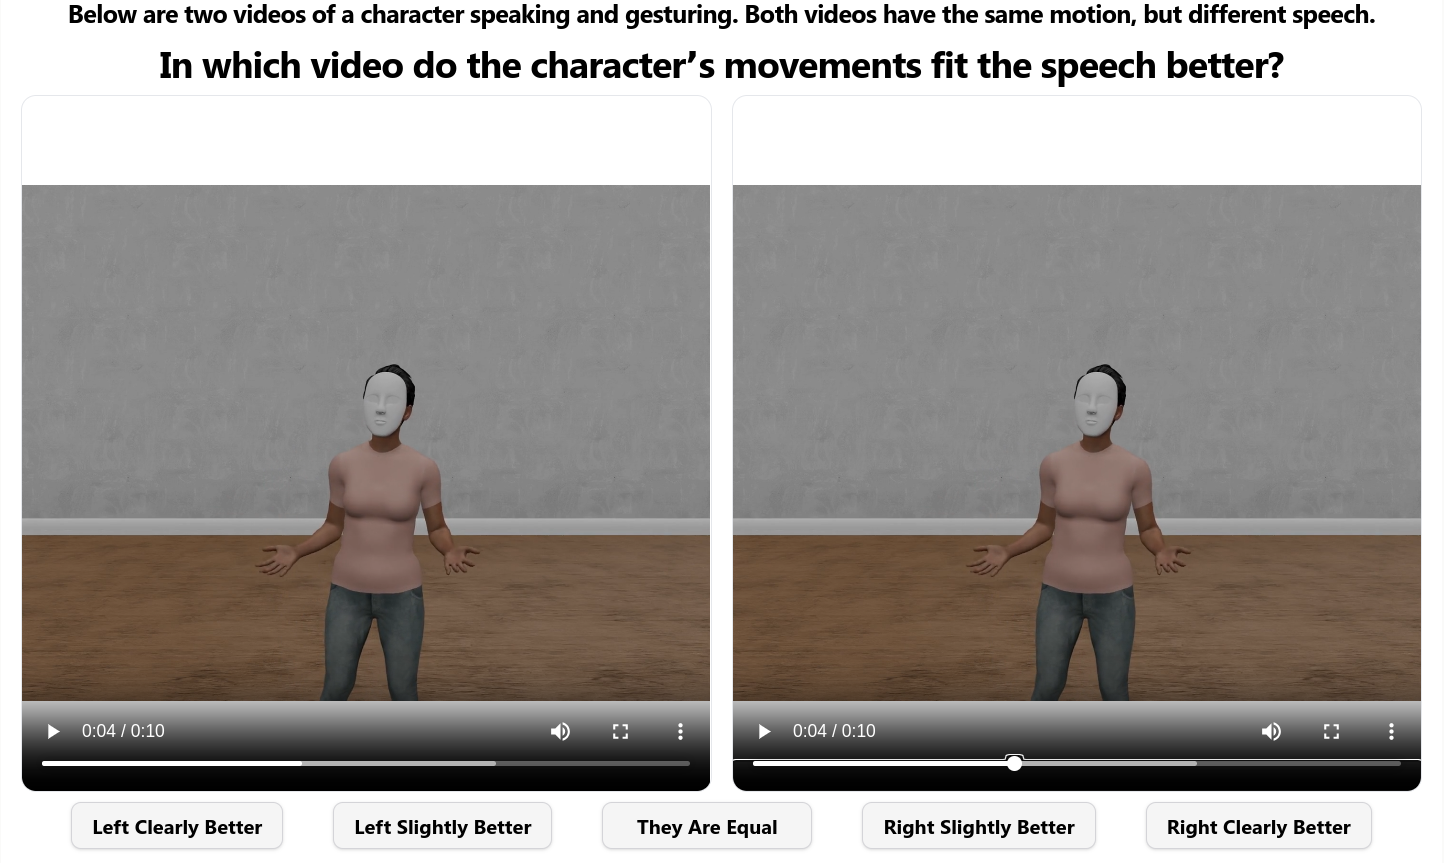 Below are two videos of a character speaking and gesturing. Both videos have the same motion, but different speech.
In which video do the character’s movements fit the speech better?
0:04 / 0:10
0:04 / 0:10
Left Clearly Better
Left Slightly Better
They Are Equal
Right Slightly Better
Right Clearly Better